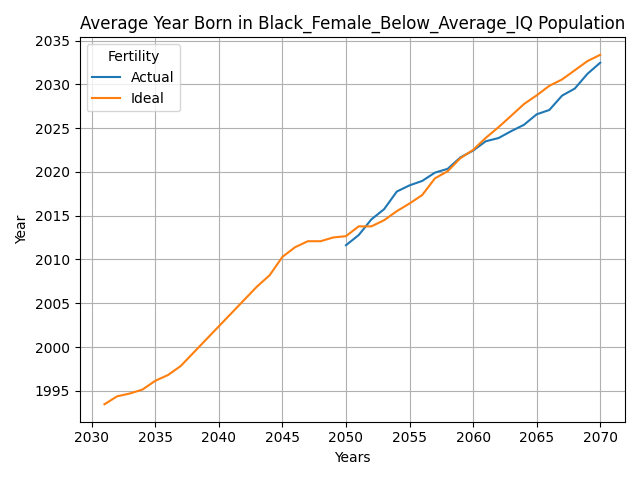 Average Year Born in Black_Female_Below_Average_IQ Population
Fertility
Actual
Ideal
Year
2035
2030
2025
2020
2015
2010
2005
2000
1995
2030 2035 2040 2045 2050 2055 2060 2065 2070
Years